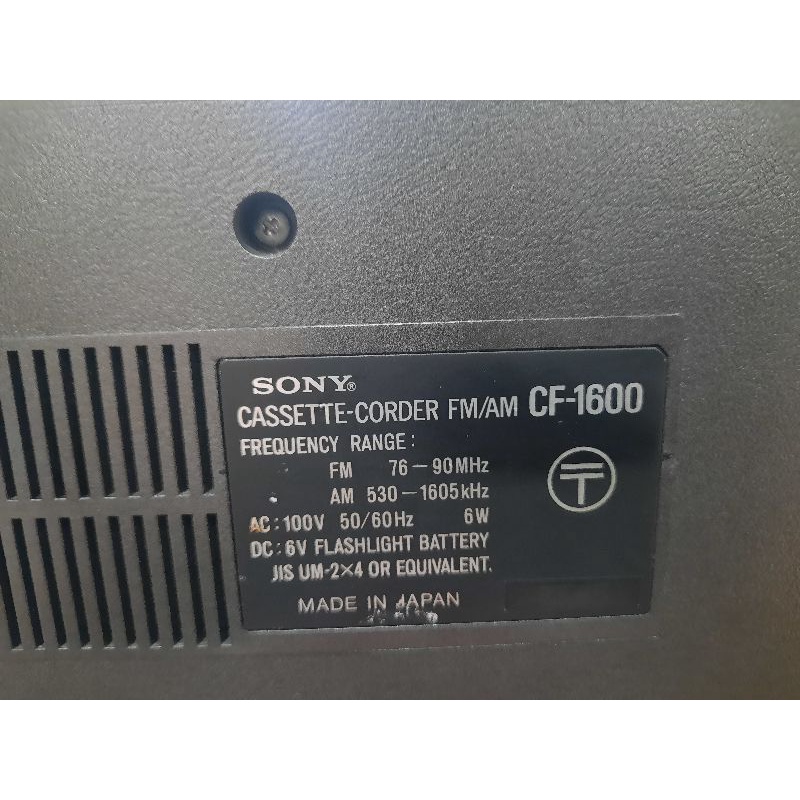 SONY®
CASSETTE-CORDER FM/AM CF-1600
FREQUENCY RANGE:
FM 76-90MHz
AM 530-1605kHz
AC:100V 50/60Hz 6W
DC:6V FLASHLIGHT BATTERY
JIS UM-2×4 OR EQUIVALENT.
MADE IN JAPAN